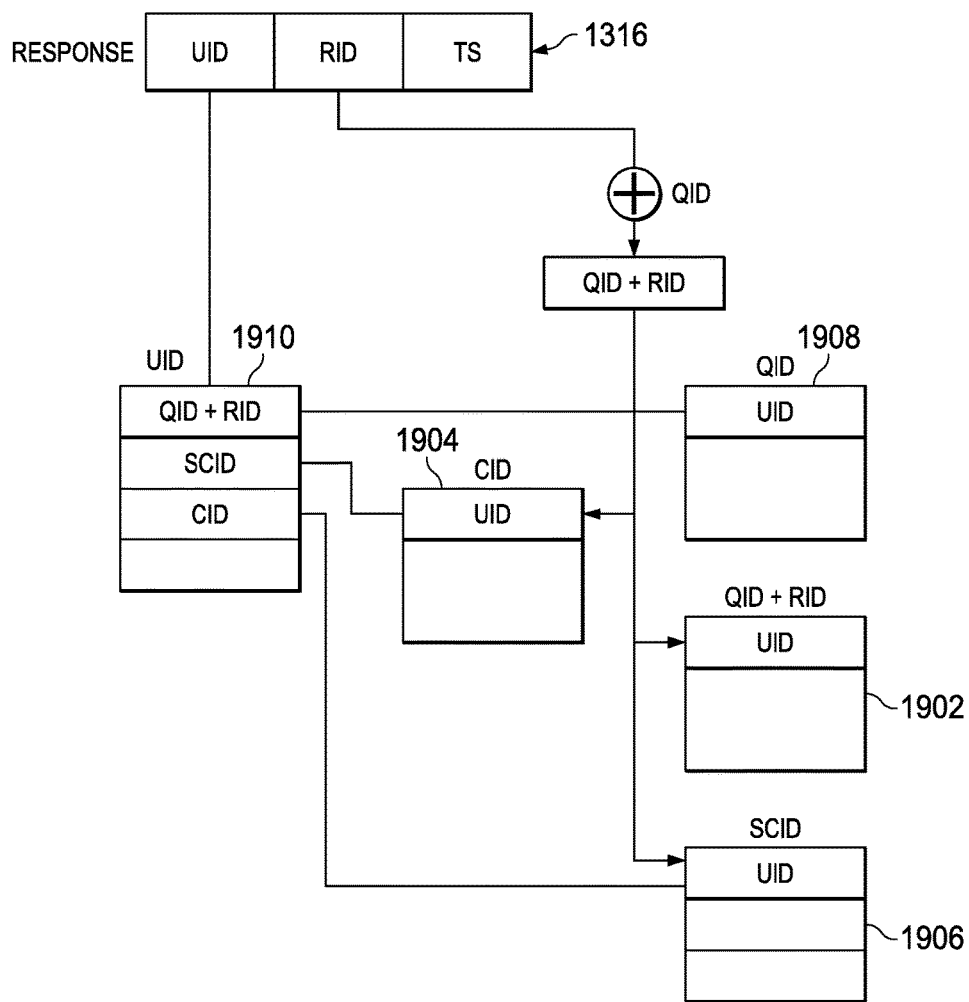 RESPONSE UID RID TS 1316
QID
QID + RID
UID 1910
QID + RID
SCID
CID
QID 1908
UID
1904 CID
UID
QID + RID
UID
1902
SCID
UID
1906